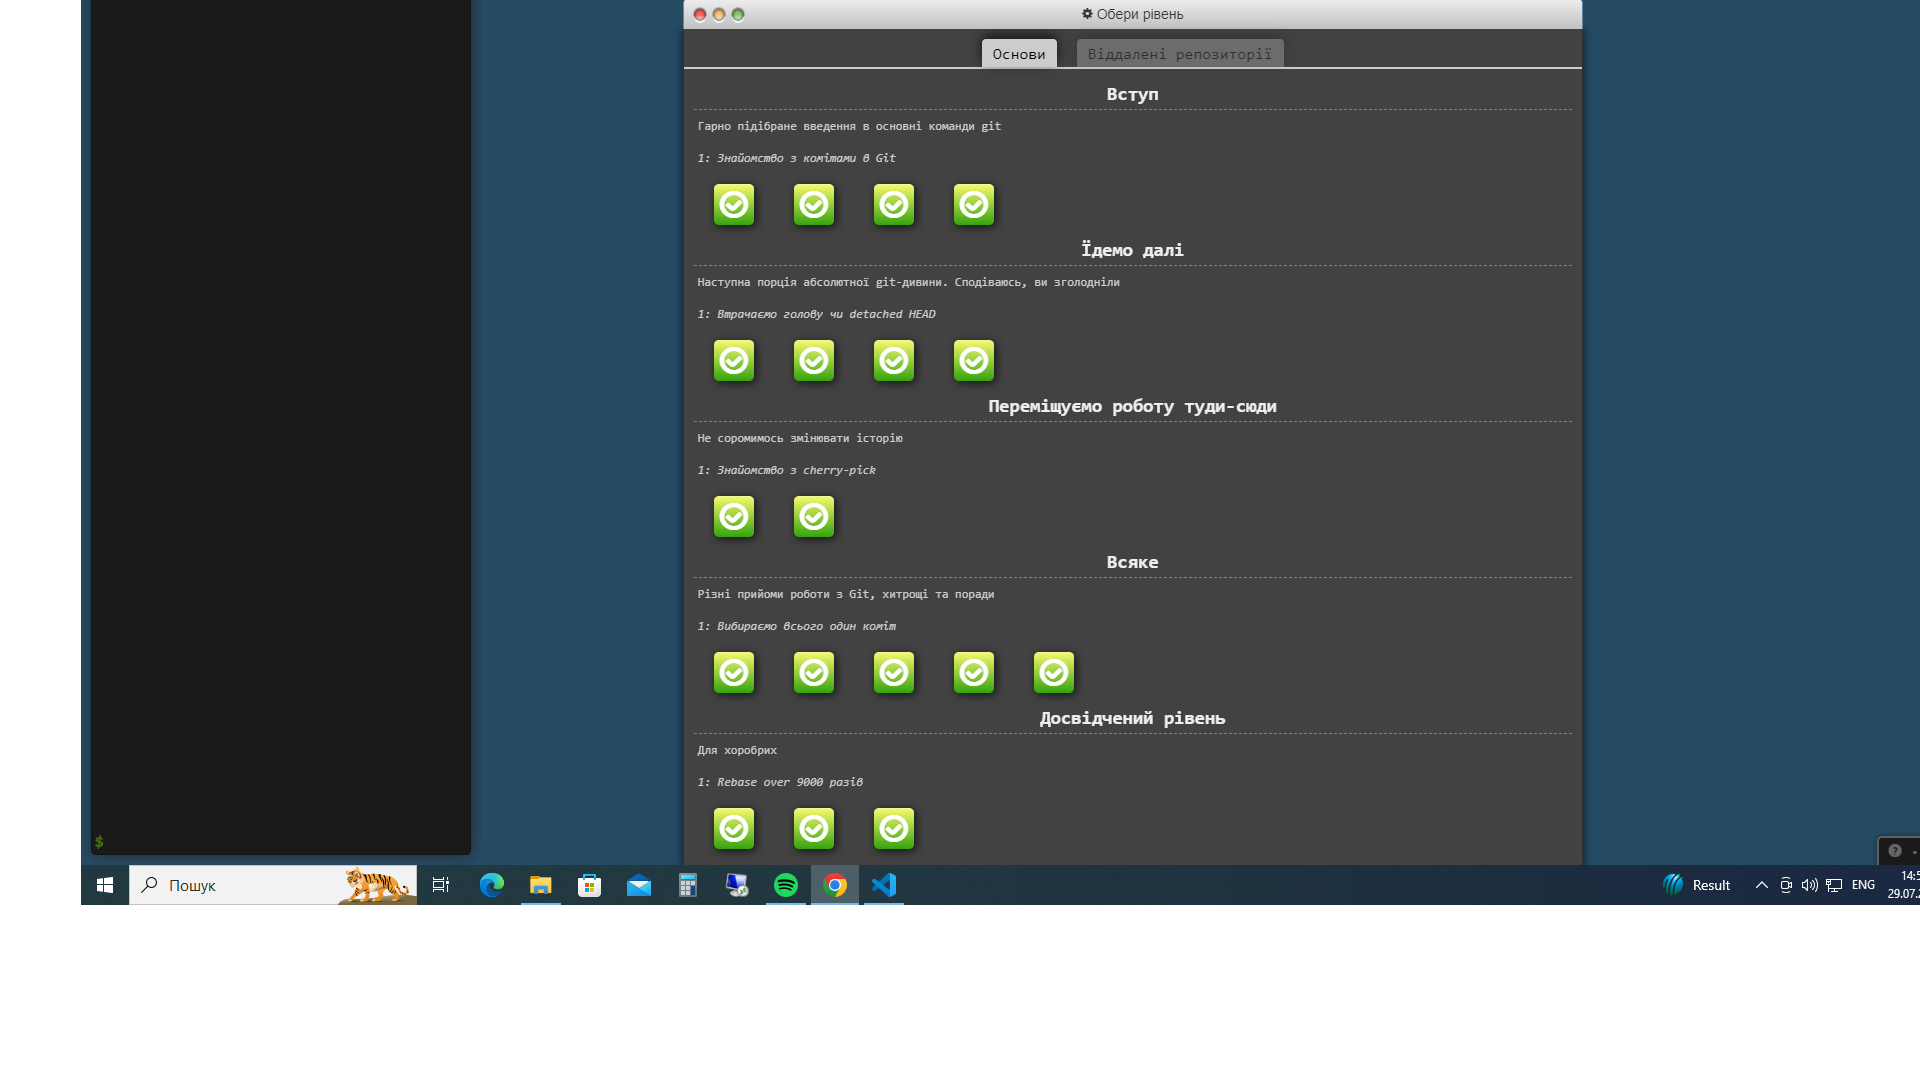 Обери рівень
Основи
Віддалені репозиторії
Вступ
Гарно підібране введення в основні команди git
1: Знайомство з комітами в Git
Їдемо далі
Наступна порція абсолютної git-дивини. Сподіваюсь, ви зголодніли
1: Втрачаємо голову чи detached HEAD
Переміщуємо роботу туди-сюди
Не соромимось змінювати історію
1: Знайомство з cherry-pick
Всяке
Різні прийоми роботи з Git, хитрощі та поради
1: Вибираємо всього один коміт
Досвідчений рівень
Для хоробрих
1: Rebase over 9000 разів
$
Пошук
Result
ENG
14:5
29.07.2